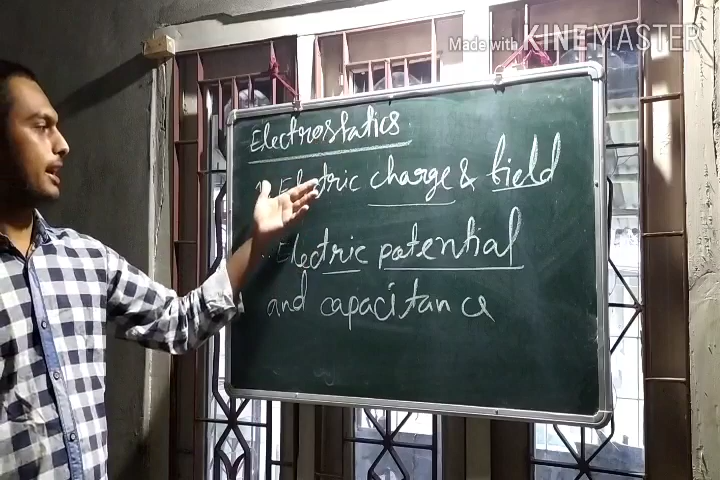 Made with KINEMASTER
Electrostatics
Electric charge & field
Electric potential
and capacitance